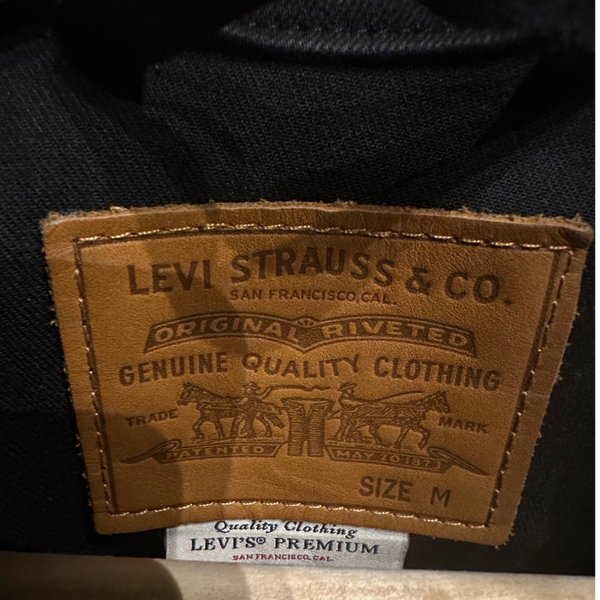 LEVI STRAUSS & CO.
SAN FRANCISCO, CAL.
ORIGINAL RIVETED
GENUINE QUALITY CLOTHING
TRADE MARK
PATENTED MAY 20 1873
SIZE M
Quality Clothing
LEVI'S® PREMIUM
SAN FRANCISCO, CAL.